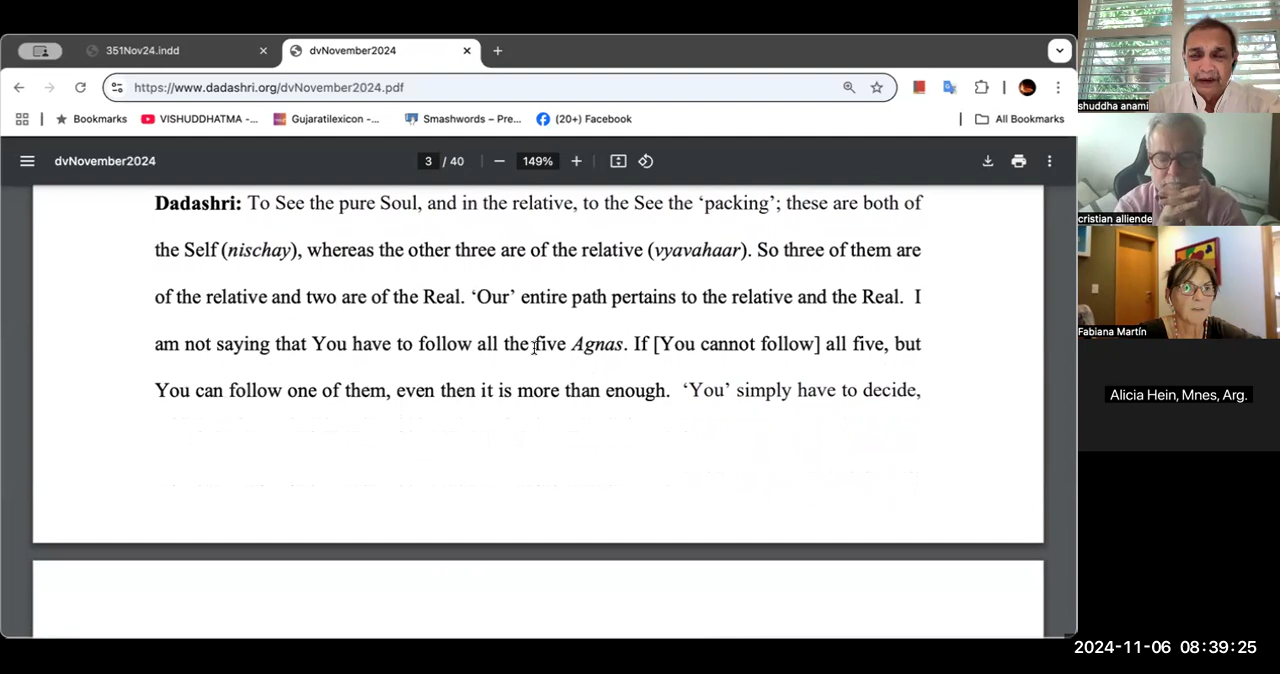 351Nov24.indd
dvNovember2024
https://www.dadashri.org/dvNovember2024.pdf
Bookmarks
VISHUDDHATMA -...
Gujaratilexicon -...
Smashwords – Pre...
(20+) Facebook
All Bookmarks
dvNovember2024
3 / 40
149%
Dadashri: To See the pure Soul, and in the relative, to the See the ‘packing’; these are both of
the Self (nischay), whereas the other three are of the relative (vyavahaar). So three of them are
of the relative and two are of the Real. ‘Our’ entire path pertains to the relative and the Real. I
am not saying that You have to follow all the five Agnas. If [You cannot follow] all five, but
You can follow one of them, even then it is more than enough. ‘You’ simply have to decide,
shuddha anami
cristian alliende
Fabiana Martín
Alicia Hein, Mnes, Arg.
2024-11-06 08:39:25